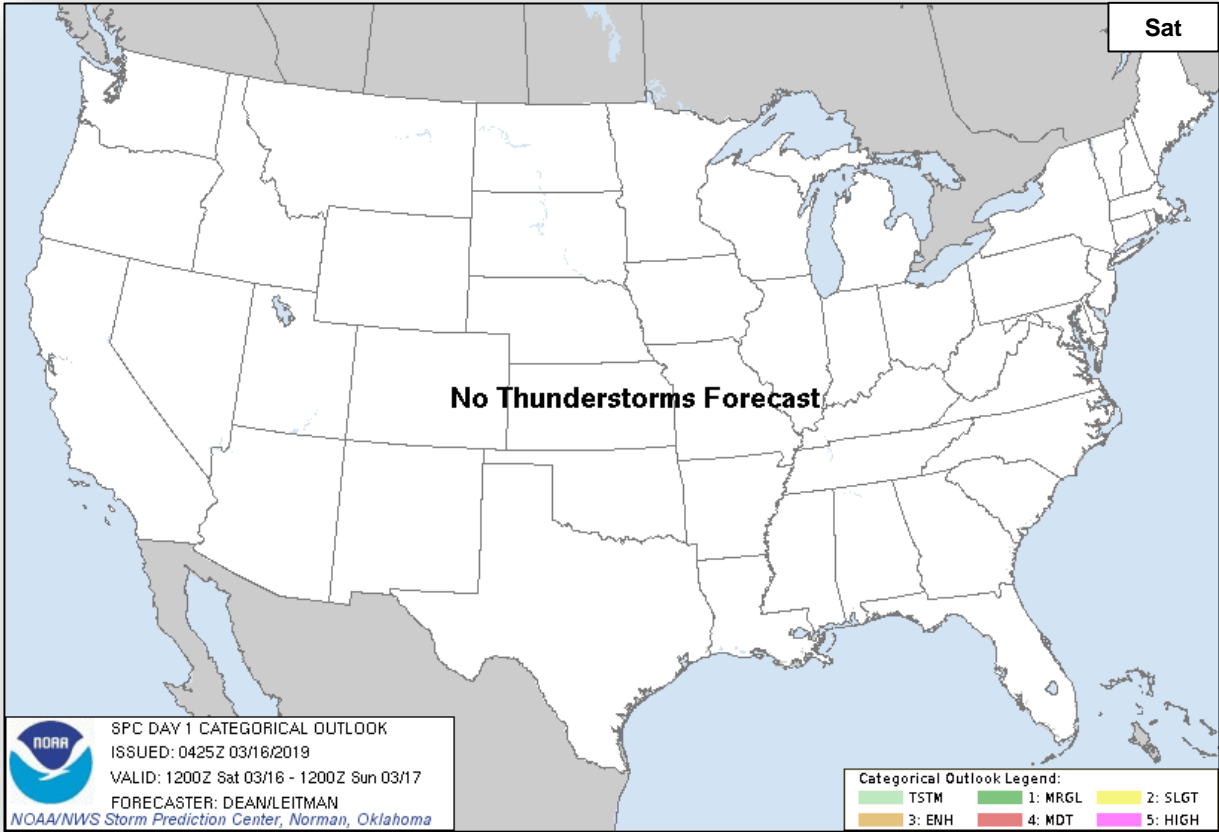 Sat
No Thunderstorms Forecast
NOAA
SPC DAY 1 CATEGORICAL OUTLOOK
ISSUED: 0425Z 03/16/2019
VALID: 1200Z Sat 03/16 - 1200Z Sun 03/17
FORECASTER: DEAN/LEITMAN
NOAA/NWS Storm Prediction Center, Norman, Oklahoma
Categorical Outlook Legend:
TSTM 1: MRGL 2: SLGT
3: ENH 4: MDT 5: HIGH